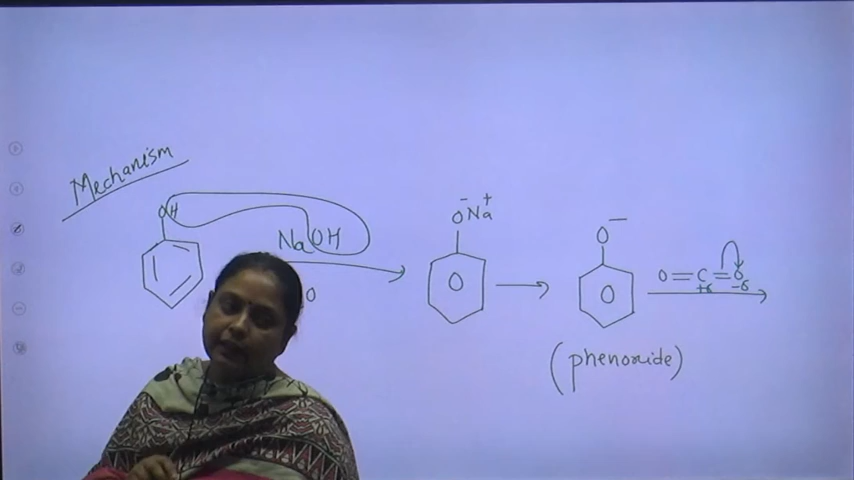 Mechanism
OH
NaOH
O
O⁻Na⁺
O
O⁻
O
O=C=O
+δ -δ
(phenoxide)